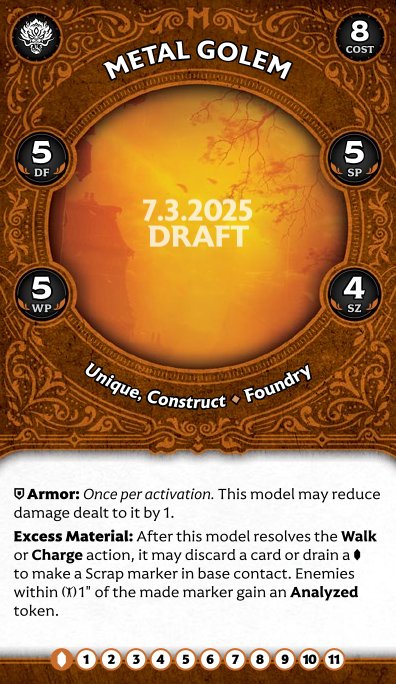 METAL GOLEM
8
COST
5
DF
5
SP
7.3.2025
DRAFT
5
WP
4
SZ
Unique, Construct • Foundry
Armor: Once per activation. This model may reduce
damage dealt to it by 1.
Excess Material: After this model resolves the Walk
or Charge action, it may discard a card or drain a
to make a Scrap marker in base contact. Enemies
within 1" of the made marker gain an Analyzed
token.
1 2 3 4 5 6 7 8 9 10 11